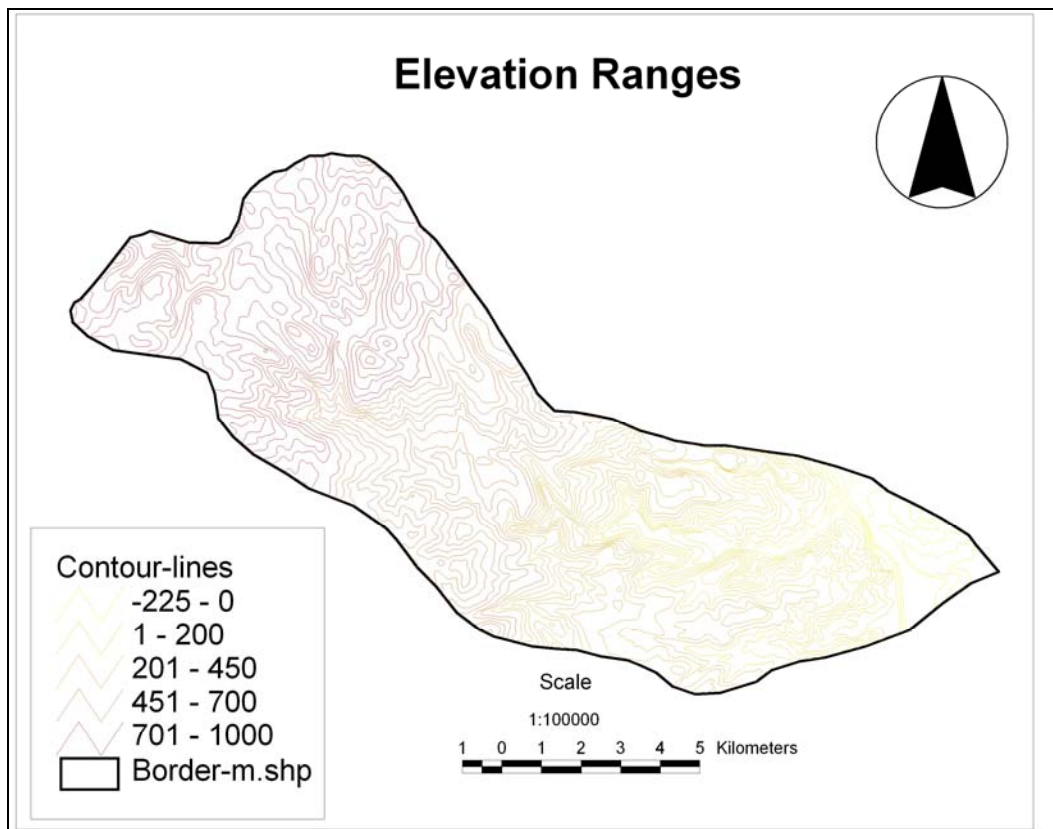 Elevation Ranges
Contour-lines
-225 - 0
1 - 200
201 - 450
451 - 700
701 - 1000
Border-m.shp
Scale
1:100000
1 0 1 2 3 4 5 Kilometers